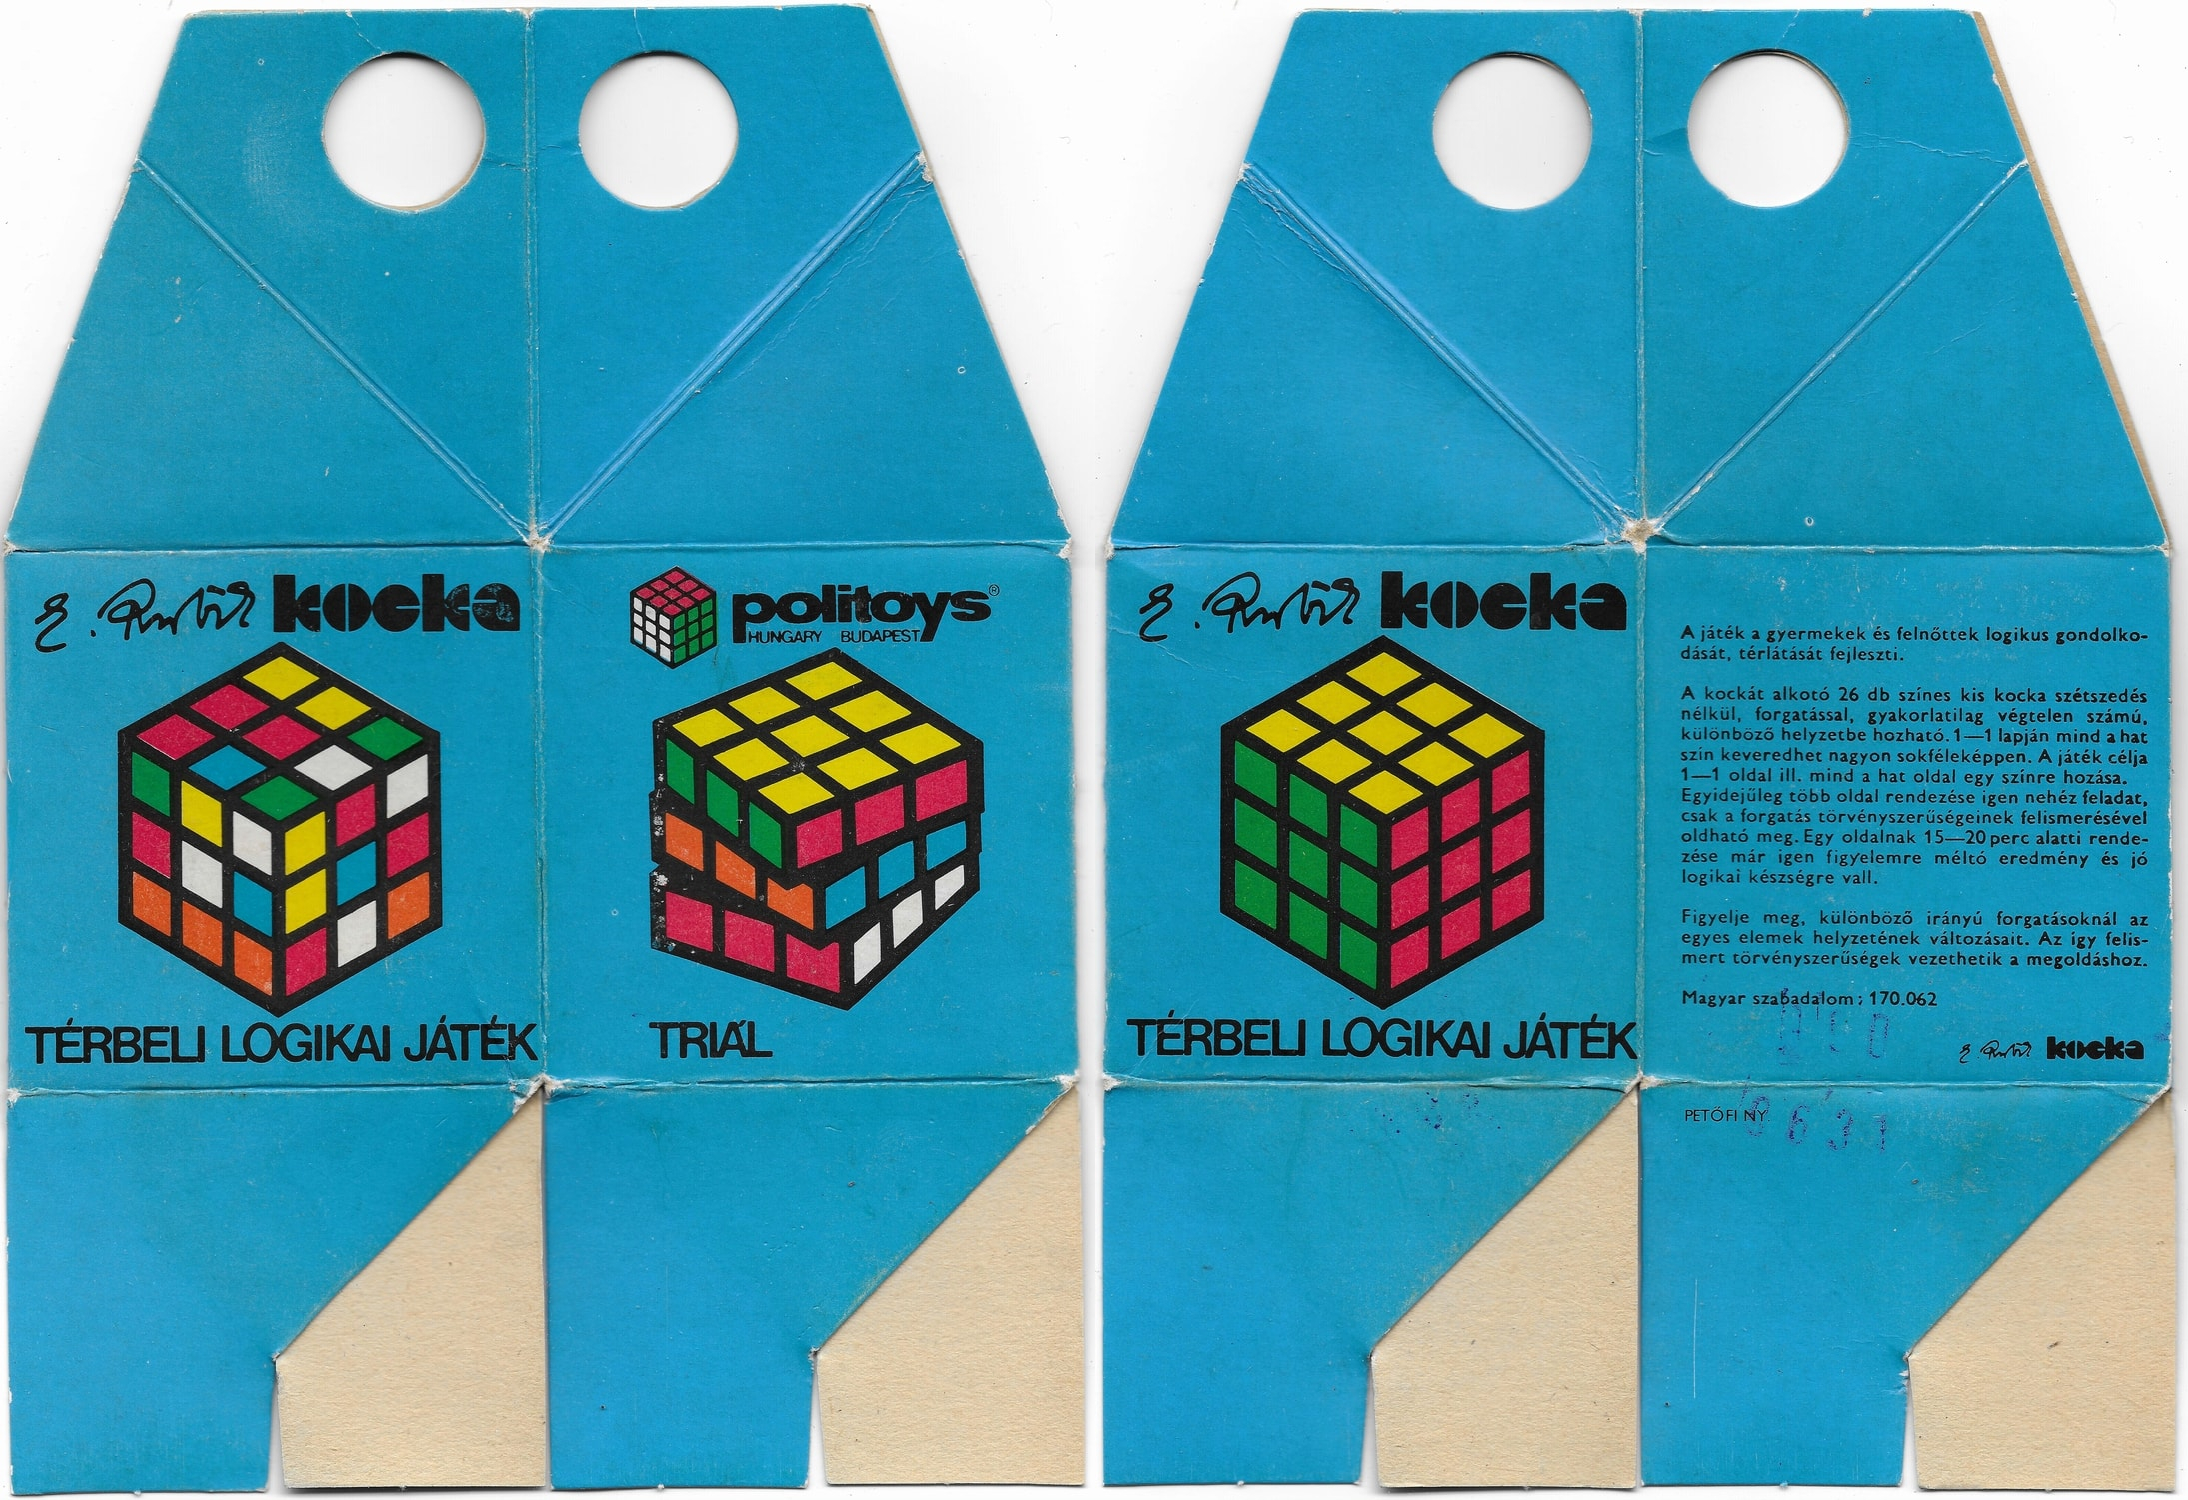 E. Rubik kocka
TÉRBELI LOGIKAI JÁTÉK
politoys®
HUNGARY BUDAPEST
TRIÁL
E. Rubik kocka
TÉRBELI LOGIKAI JÁTÉK
A játék a gyermekek és felnőttek logikus gondolko-
dását, térlátását fejleszti.
A kockát alkotó 26 db színes kis kocka szétszedés
nélkül, forgatással, gyakorlatilag végtelen számú,
különböző helyzetbe hozható. 1—1 lapján mind a hat
szín keveredhet nagyon sokféleképpen. A játék célja
1—1 oldal ill. mind a hat oldal egy színre hozása.
Egyidejűleg több oldal rendezése igen nehéz feladat,
csak a forgatás törvényszerűségeinek felismerésével
oldható meg. Egy oldalnak 15—20 perc alatti rende-
zése már igen figyelemre méltó eredmény és jó
logikai készségre vall.
Figyelje meg, különböző irányú forgatásoknál az
egyes elemek helyzetének változásait. Az így felis-
mert törvényszerűségek vezethetik a megoldáshoz.
Magyar szabadalom: 170.062
E Rubik kocka
PETŐFI NY